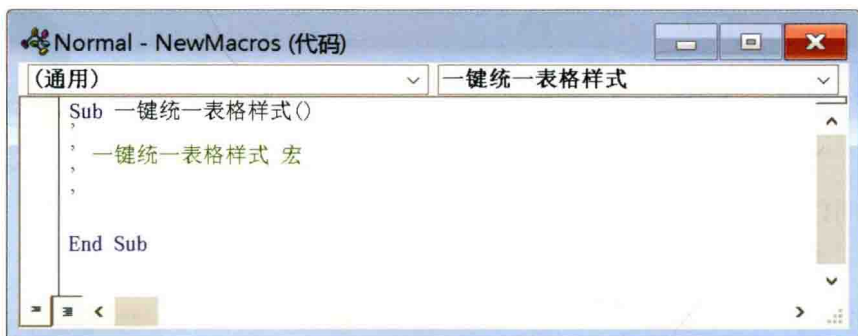 Normal - NewMacros (代码)
(通用) 一键统一表格样式
Sub 一键统一表格样式()
'
' 一键统一表格样式 宏
'
'
End Sub